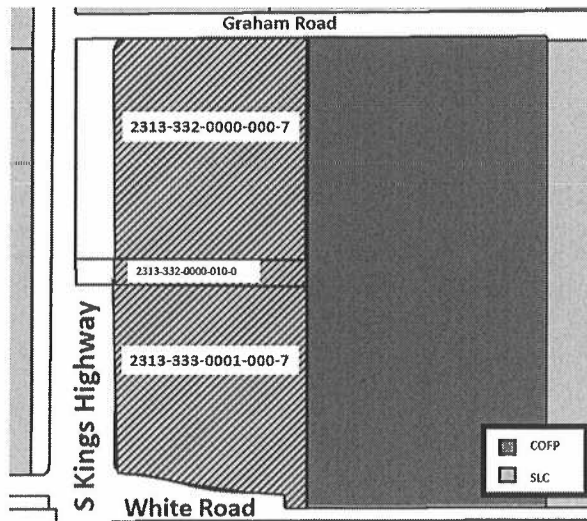 Graham Road
2313-332-0000-000-7
2313-332-0000-010-0
2313-333-0001-000-7
S Kings Highway
White Road
COFP
SLC